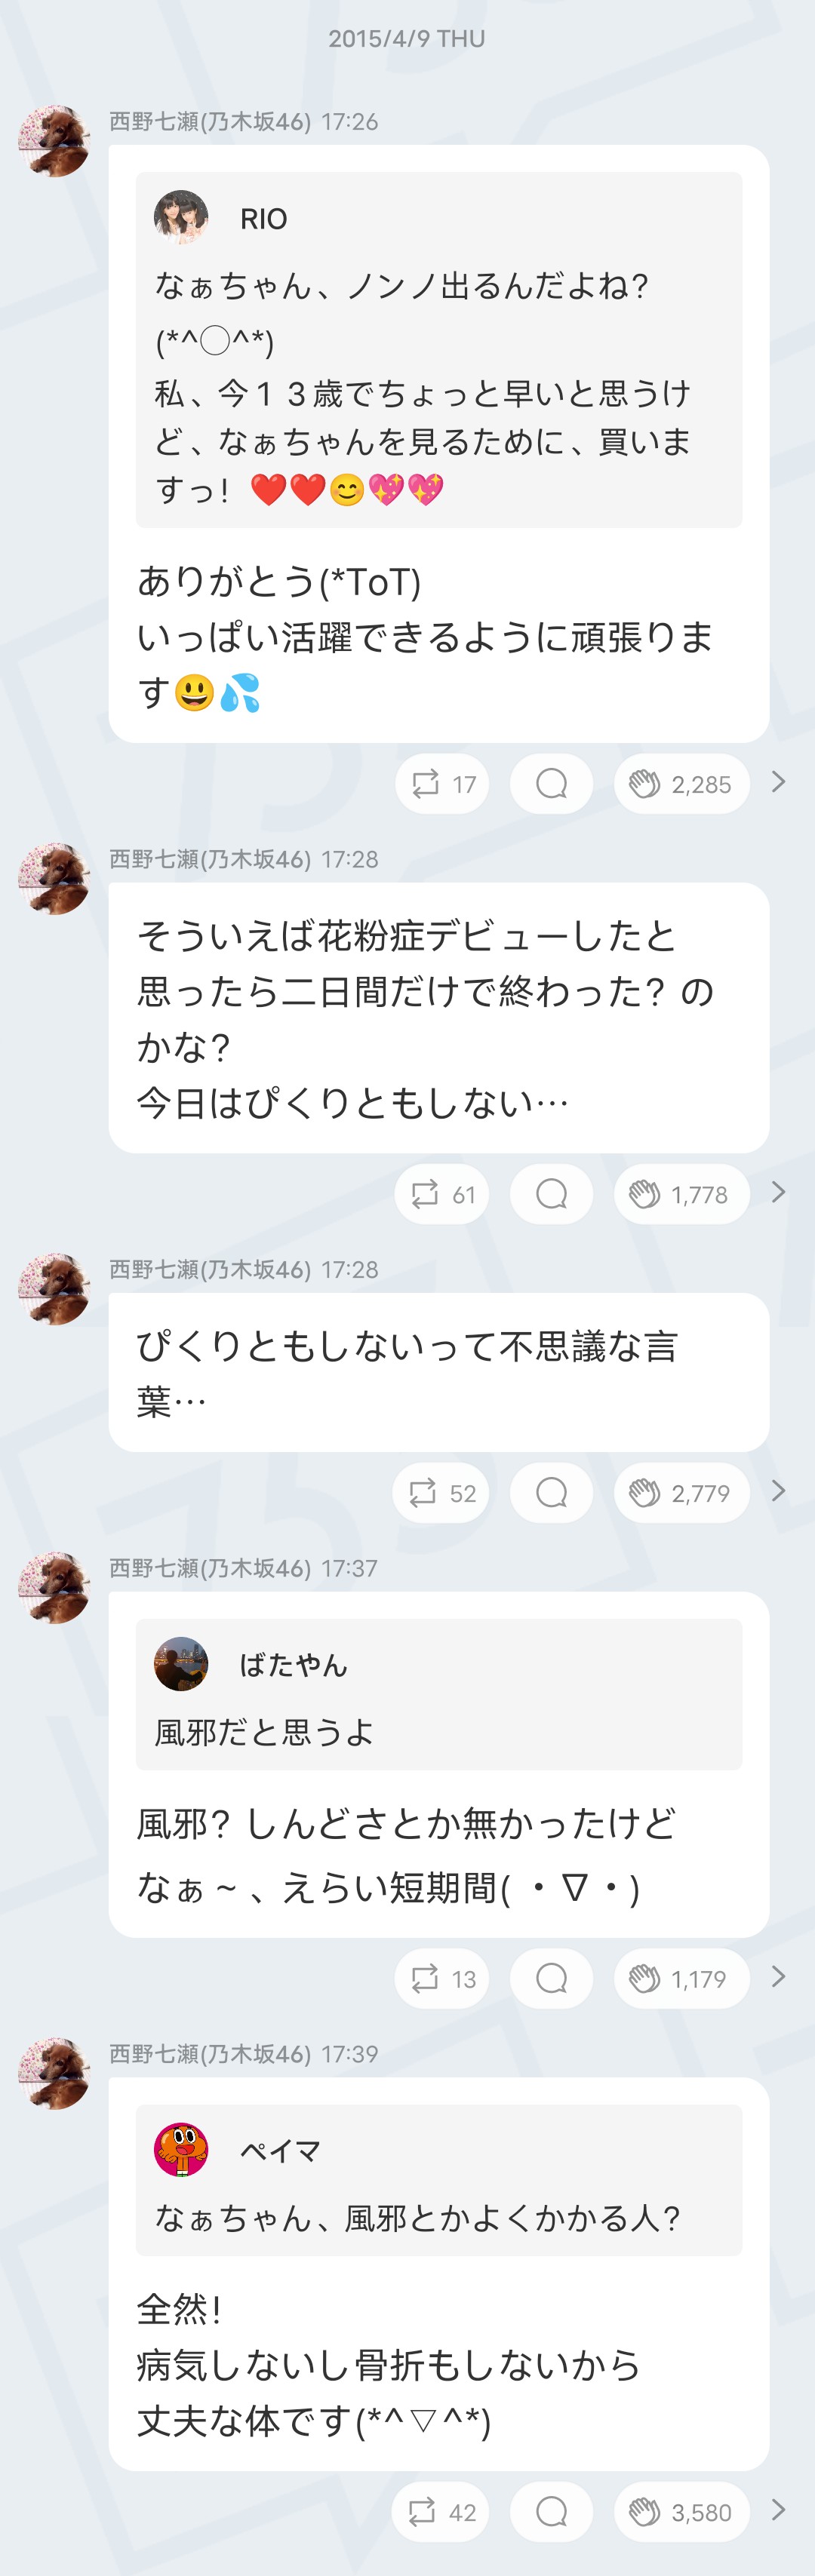 2015/4/9 THU
西野七瀬(乃木坂46) 17:26
RIO
なぁちゃん、ノンノ出るんだよね?
(*^◯^*)
私、今１３歳でちょっと早いと思うけ
ど、なぁちゃんを見るために、買いま
すっ! ❤️❤️😊💖💖
ありがとう(*ToT)
いっぱい活躍できるように頑張りま
す😃💦
17 2,285
西野七瀬(乃木坂46) 17:28
そういえば花粉症デビューしたと
思ったら二日間だけで終わった? の
かな?
今日はぴくりともしない…
61 1,778
西野七瀬(乃木坂46) 17:28
ぴくりともしないって不思議な言
葉…
52 2,779
西野七瀬(乃木坂46) 17:37
ばたやん
風邪だと思うよ
風邪? しんどさとか無かったけど
なぁ ~ 、えらい短期間( ・∇・)
13 1,179
西野七瀬(乃木坂46) 17:39
ペイマ
なぁちゃん、風邪とかよくかかる人?
全然!
病気しないし骨折もしないから
丈夫な体です(*^▽^*)
42 3,580